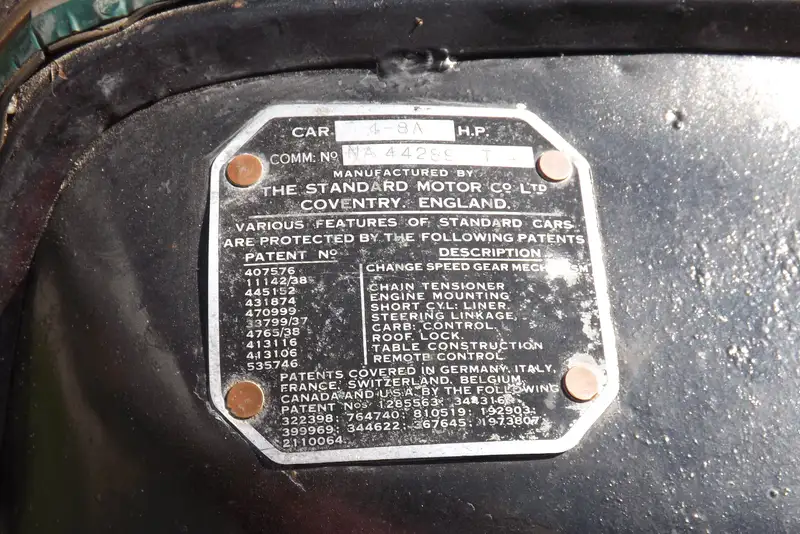 CAR 4-8A H.P.
COMM: No NA 44299 T
MANUFACTURED BY
THE STANDARD MOTOR Co LTD
COVENTRY, ENGLAND.
VARIOUS FEATURES OF STANDARD CARS
ARE PROTECTED BY THE FOLLOWING PATENTS
PATENT No DESCRIPTION
407576 CHANGE SPEED GEAR MECHANISM
11142/38
445152 CHAIN TENSIONER
431874 ENGINE MOUNTING
470999 SHORT CYL: LINER.
33799/37 STEERING LINKAGE,
4765/38 CARB: CONTROL
413116 ROOF LOCK
413106 TABLE CONSTRUCTION
535746 REMOTE CONTROL
PATENTS COVERED IN GERMANY, ITALY,
FRANCE, SWITZERLAND, BELGIUM,
CANADA AND U.S.A. BY THE FOLLOWING
PATENT Nos 1285563:
322398: 764740: 810519: 192903:
399969: 344622: 367645: 1973807
2110064